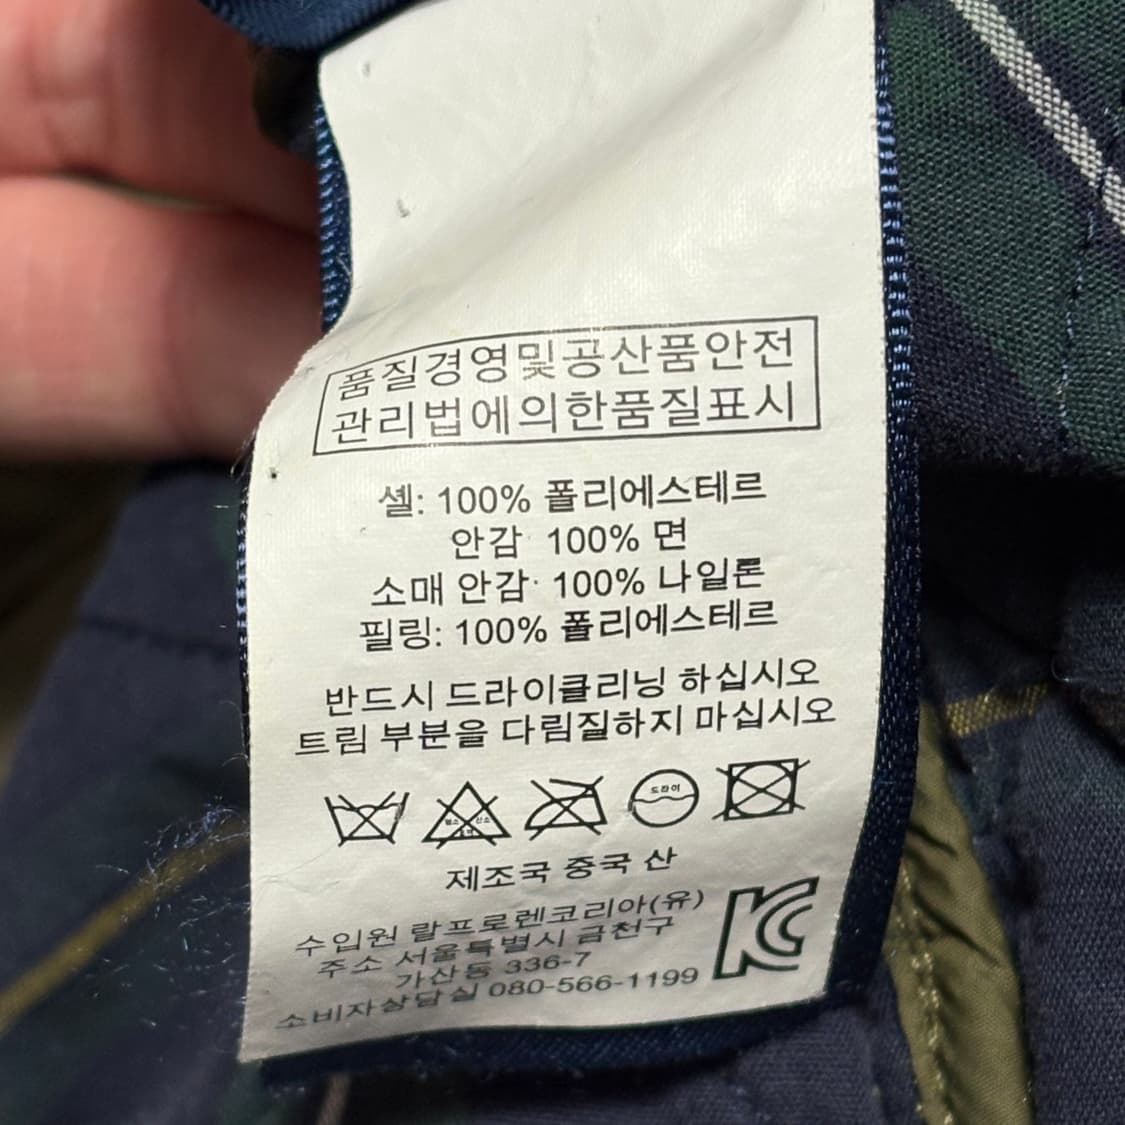 품질경영및공산품안전
관리법에의한품질표시
셸: 100% 폴리에스테르
안감· 100% 면
소매 안감· 100% 나일론
필링: 100% 폴리에스테르
반드시 드라이클리닝 하십시오
트림 부분을 다림질하지 마십시오
드라이
제조국 중국 산
수입원 랄프로렌코리아(유)
주소 서울특별시 금천구
가산동 336-7
소비자상담실 080-566-1199
KC